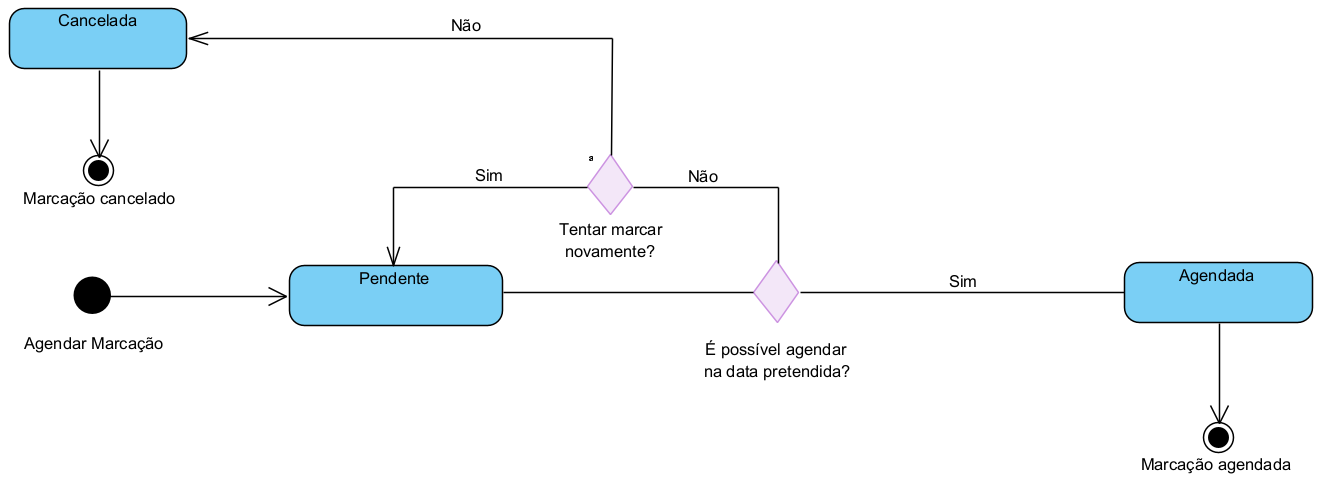 Cancelada
Não
a
Marcação cancelado
Sim
Não
Tentar marcar
novamente?
Pendente
Sim
Agendada
Agendar Marcação
É possível agendar
na data pretendida?
Marcação agendada